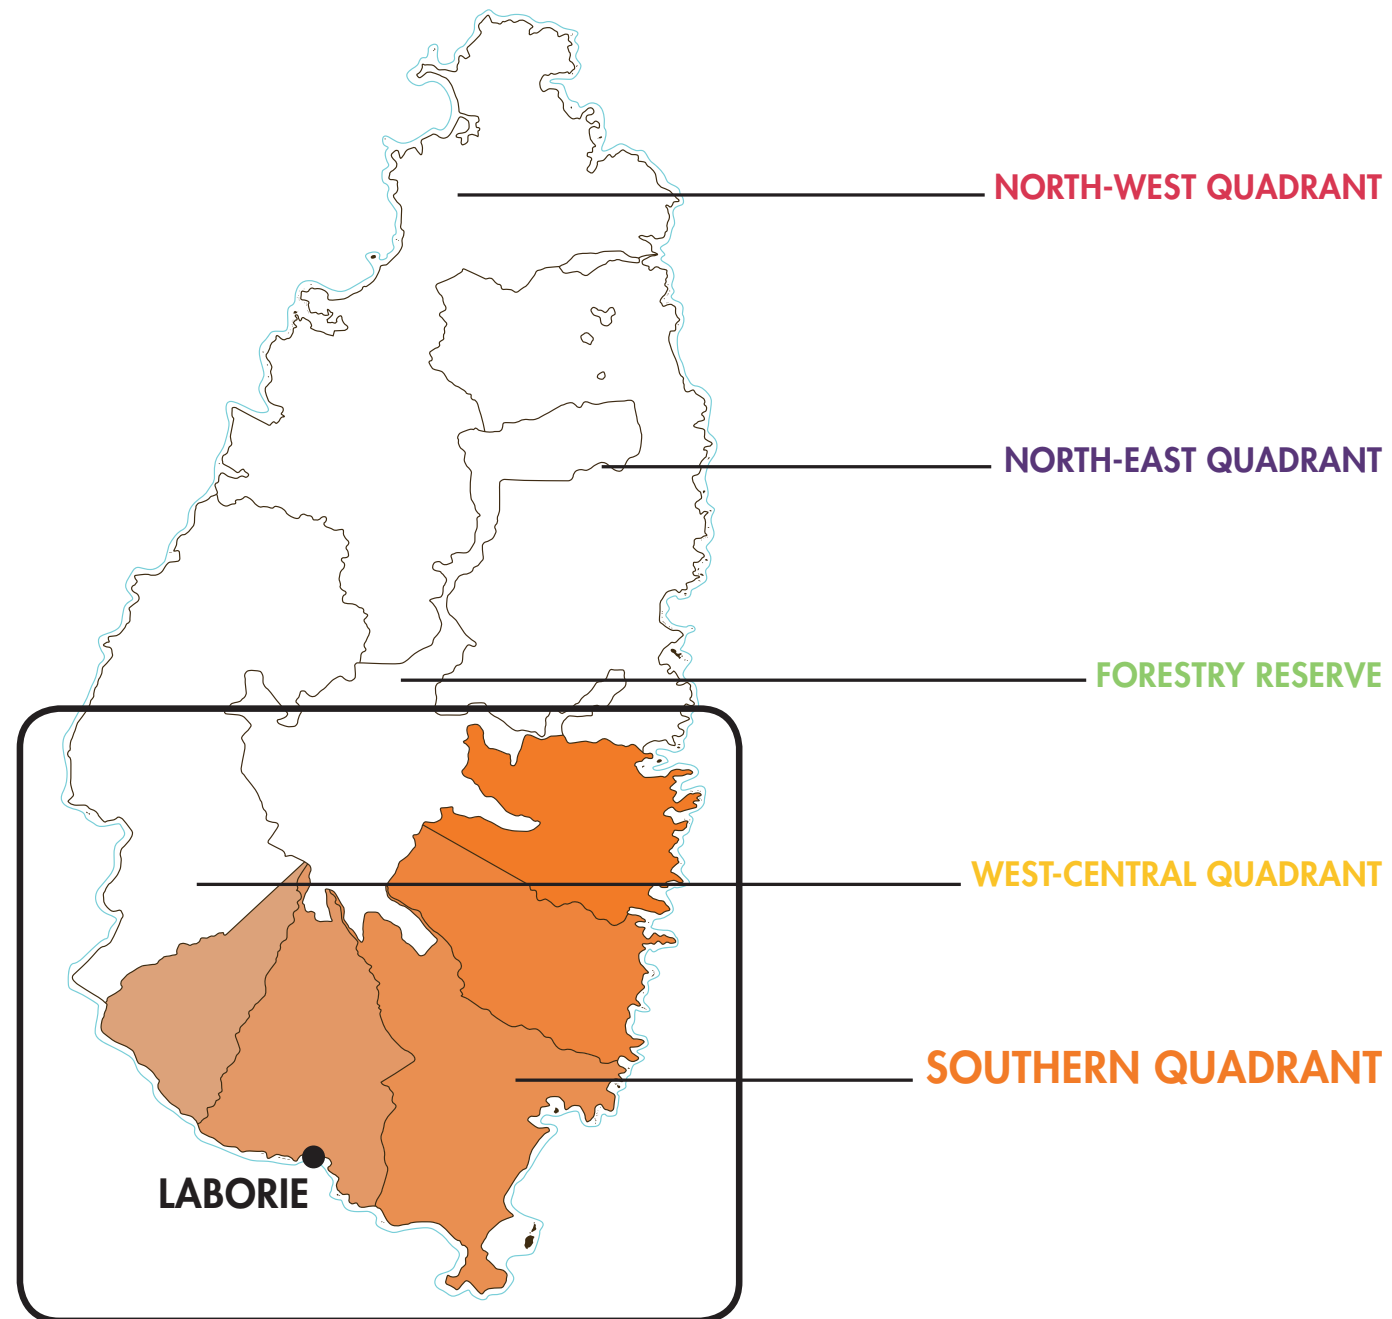 NORTH-WEST QUADRANT
NORTH-EAST QUADRANT
FORESTRY RESERVE
WEST-CENTRAL QUADRANT
SOUTHERN QUADRANT
LABORIE